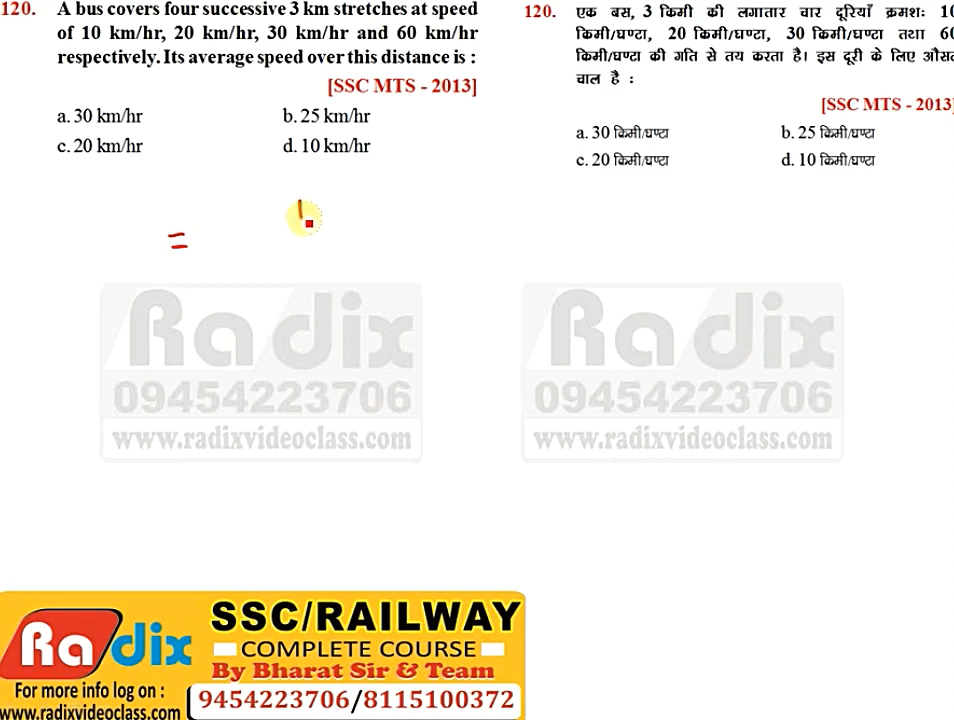 120. A bus covers four successive 3 km stretches at speed
of 10 km/hr, 20 km/hr, 30 km/hr and 60 km/hr
respectively. Its average speed over this distance is :
[SSC MTS - 2013]
a. 30 km/hr b. 25 km/hr
c. 20 km/hr d. 10 km/hr
=
120. एक बस, 3 किमी की लगातार चार दूरियाँ क्रमशः 10
किमी/घण्टा, 20 किमी/घण्टा, 30 किमी/घण्टा तथा 60
किमी/घण्टा की गति से तय करता है। इस दूरी के लिए औसत
चाल है :
[SSC MTS - 2013]
a. 30 किमी/घण्टा b. 25 किमी/घण्टा
c. 20 किमी/घण्टा d. 10 किमी/घण्टा
Radix
09454223706
www.radixvideoclass.com
Radix
09454223706
www.radixvideoclass.com
Radix
For more info log on :
www.radixvideoclass.com
SSC/RAILWAY
COMPLETE COURSE
By Bharat Sir & Team
9454223706/8115100372